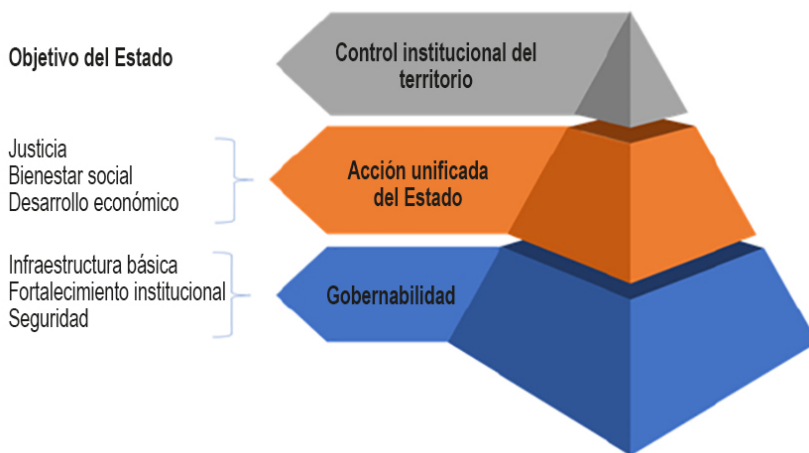 Objetivo del Estado
Control institucional del
territorio
Justicia
Bienestar social
Desarrollo económico
Acción unificada
del Estado
Infraestructura básica
Fortalecimiento institucional
Seguridad
Gobernabilidad